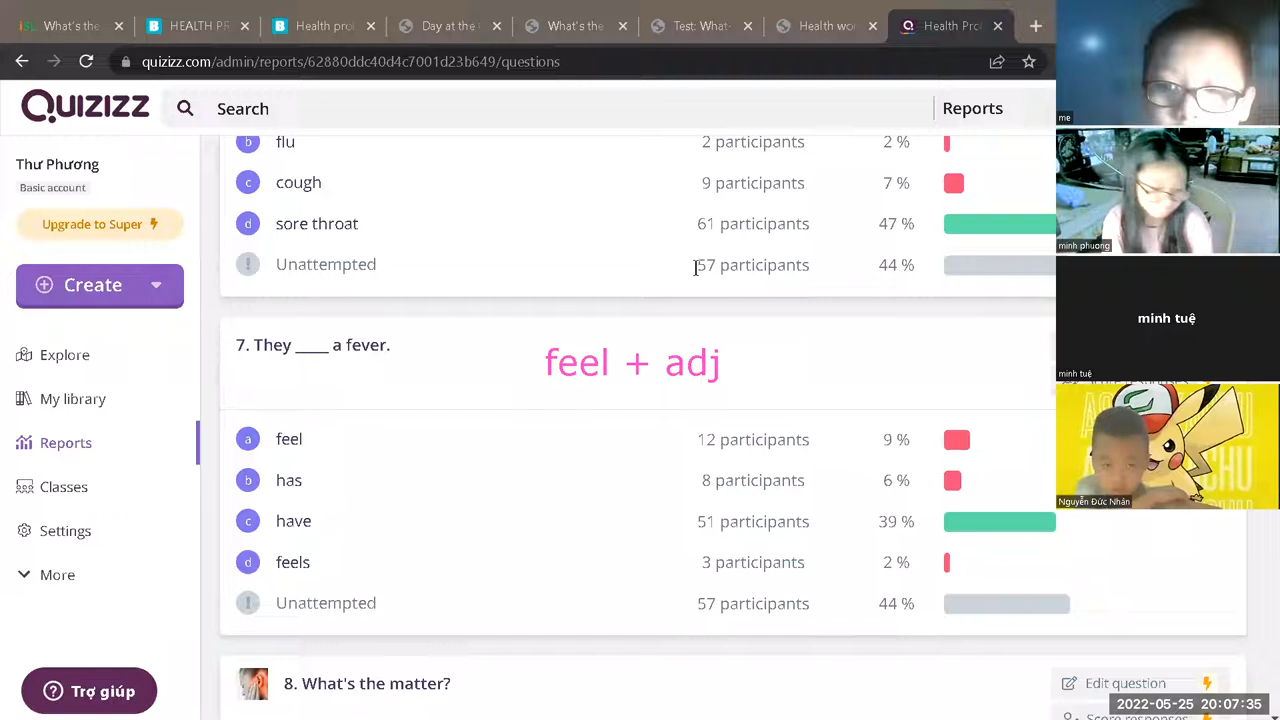 What's the
HEALTH PR
Health pro
Day at the
What's the
Test: What
Health wo
Health Pro
quizizz.com/admin/reports/62880ddc40d4c7001d23b649/questions
QUIZIZZ
Search
Reports
me
Thư Phương
Basic account
Upgrade to Super
Create
Explore
My library
Reports
Classes
Settings
More
Trợ giúp
b flu 2 participants 2 %
c cough 9 participants 7 %
d sore throat 61 participants 47 %
! Unattempted 57 participants 44 %
7. They ____ a fever.
feel + adj
a feel 12 participants 9 %
b has 8 participants 6 %
c have 51 participants 39 %
d feels 3 participants 2 %
! Unattempted 57 participants 44 %
8. What's the matter?
Edit question
Score responses
minh phuong
minh tuệ
minh tuệ
Nguyễn Đức Nhân
2022-05-25 20:07:35